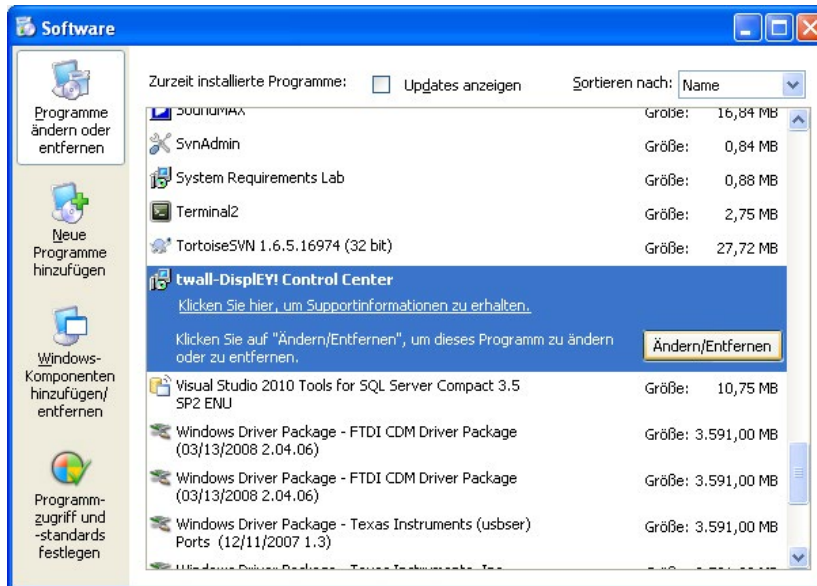 Software
Programme
ändern oder
entfernen
Neue
Programme
hinzufügen
Windows-
Komponenten
hinzufügen/
entfernen
Programm-
zugriff und
-standards
festlegen
Zurzeit installierte Programme: Updates anzeigen Sortieren nach: Name
SoundMAX Größe: 16,84 MB
SvnAdmin Größe: 0,84 MB
System Requirements Lab Größe: 0,88 MB
Terminal2 Größe: 2,75 MB
TortoiseSVN 1.6.5.16974 (32 bit) Größe: 27,72 MB
twall-DisplEY! Control Center
Klicken Sie hier, um Supportinformationen zu erhalten.
Klicken Sie auf "Ändern/Entfernen", um dieses Programm zu ändern
oder zu entfernen.
Ändern/Entfernen
Visual Studio 2010 Tools for SQL Server Compact 3.5 Größe: 10,75 MB
SP2 ENU
Windows Driver Package - FTDI CDM Driver Package Größe: 3.591,00 MB
(03/13/2008 2.04.06)
Windows Driver Package - FTDI CDM Driver Package Größe: 3.591,00 MB
(03/13/2008 2.04.06)
Windows Driver Package - Texas Instruments (usbser) Größe: 3.591,00 MB
Ports (12/11/2007 1.3)
Windows Driver Package - Texas Instruments, Inc.